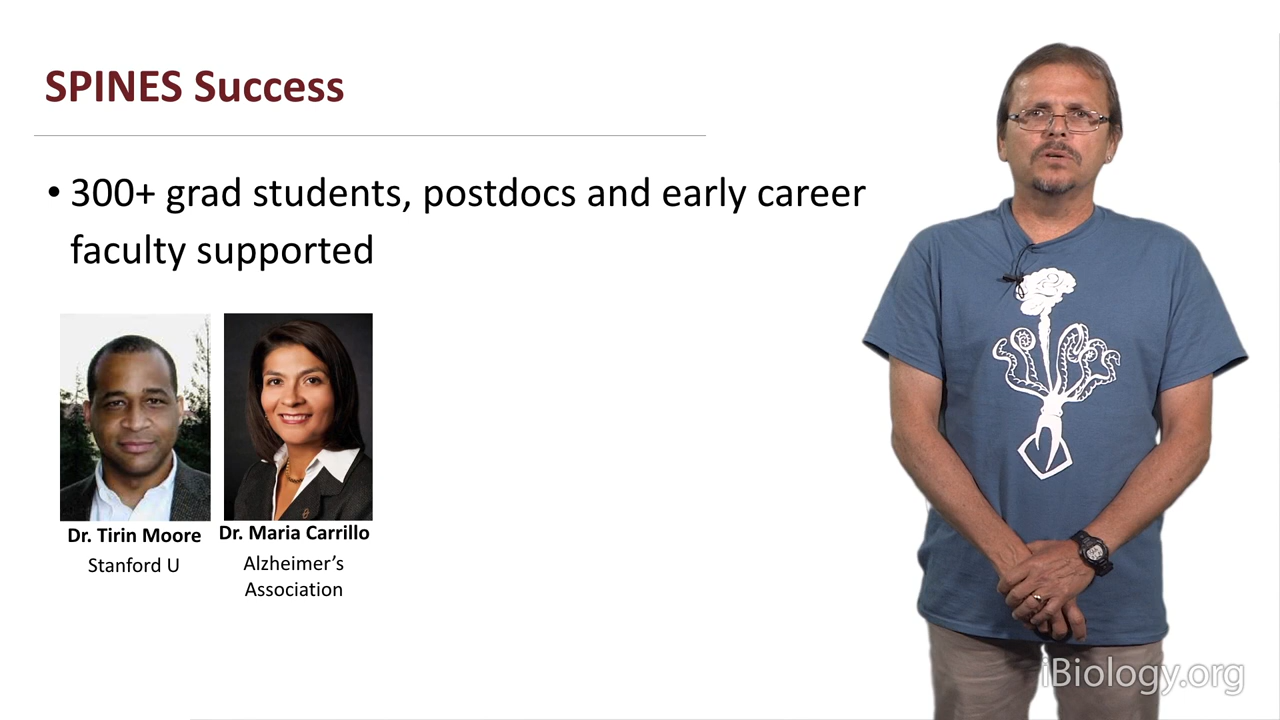 SPINES Success
• 300+ grad students, postdocs and early career
faculty supported
Dr. Tirin Moore
Stanford U
Dr. Maria Carrillo
Alzheimer’s
Association
iBiology.org